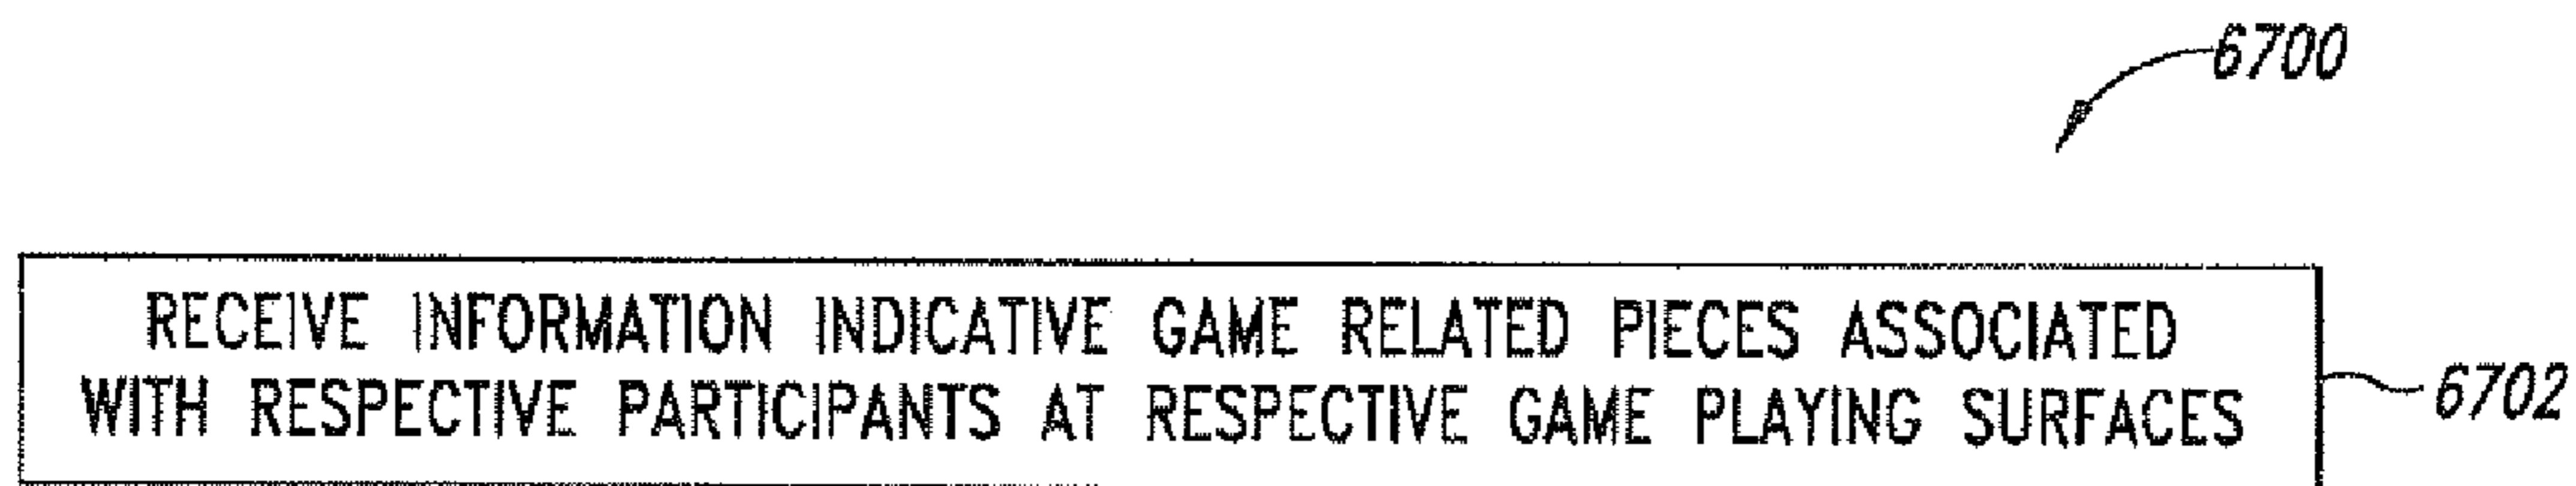 6700
RECEIVE INFORMATION INDICATIVE GAME RELATED PIECES ASSOCIATED
WITH RESPECTIVE PARTICIPANTS AT RESPECTIVE GAME PLAYING SURFACES
6702